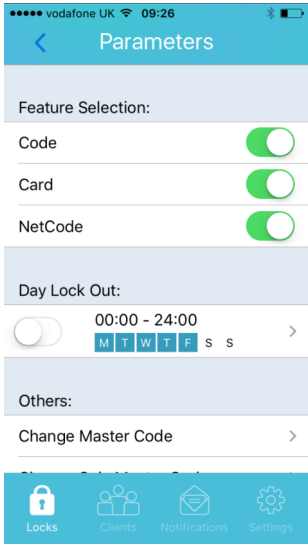 vodafone UK 09:26
Parameters
Feature Selection:
Code
Card
NetCode
Day Lock Out:
00:00 - 24:00
M T W T F S S
Others:
Change Master Code
Locks Clients Notifications Settings